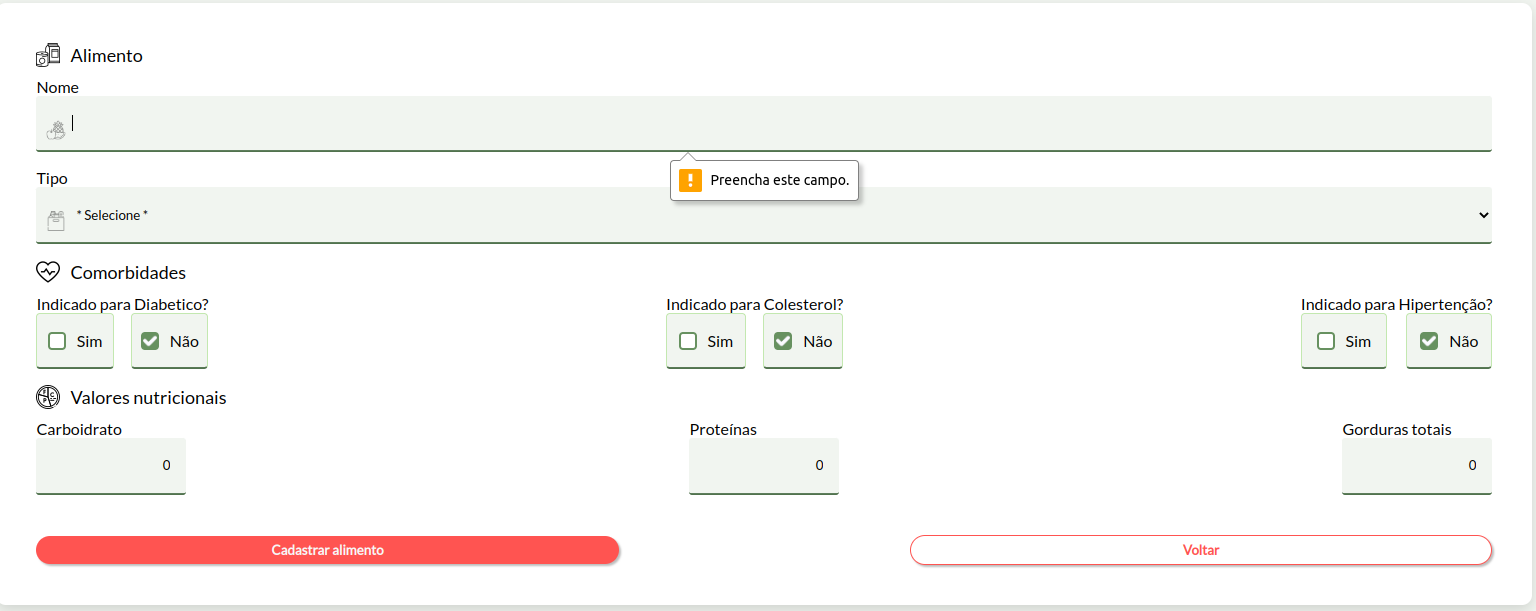 Alimento
Nome
Preencha este campo.
Tipo
* Selecione *
Comorbidades
Indicado para Diabetico? Indicado para Colesterol? Indicado para Hipertenção?
Sim Não Sim Não Sim Não
Valores nutricionais
Carboidrato Proteínas Gorduras totais
0 0 0
Cadastrar alimento Voltar